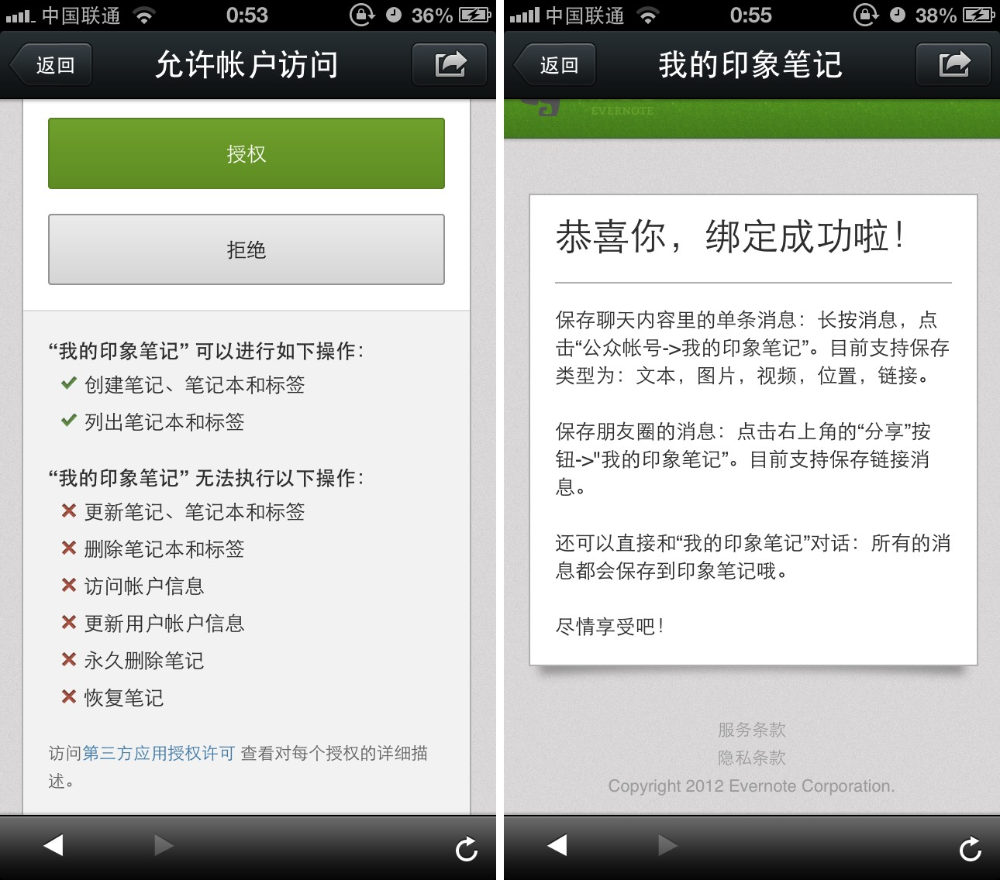 中国联通 0:53 36%
返回 允许帐户访问
授权
拒绝
“我的印象笔记” 可以进行如下操作：
创建笔记、笔记本和标签
列出笔记本和标签
“我的印象笔记” 无法执行以下操作：
更新笔记、笔记本和标签
删除笔记本和标签
访问帐户信息
更新用户帐户信息
永久删除笔记
恢复笔记
访问第三方应用授权许可 查看对每个授权的详细描
述。
中国联通 0:55 38%
返回 我的印象笔记
EVERNOTE
恭喜你，绑定成功啦！
保存聊天内容里的单条消息：长按消息，点
击“公众帐号->我的印象笔记”。目前支持保存
类型为：文本，图片，视频，位置，链接。
保存朋友圈的消息：点击右上角的“分享”按
钮->"我的印象笔记”。目前支持保存链接消
息。
还可以直接和“我的印象笔记”对话：所有的消
息都会保存到印象笔记哦。
尽情享受吧！
服务条款
隐私条款
Copyright 2012 Evernote Corporation.